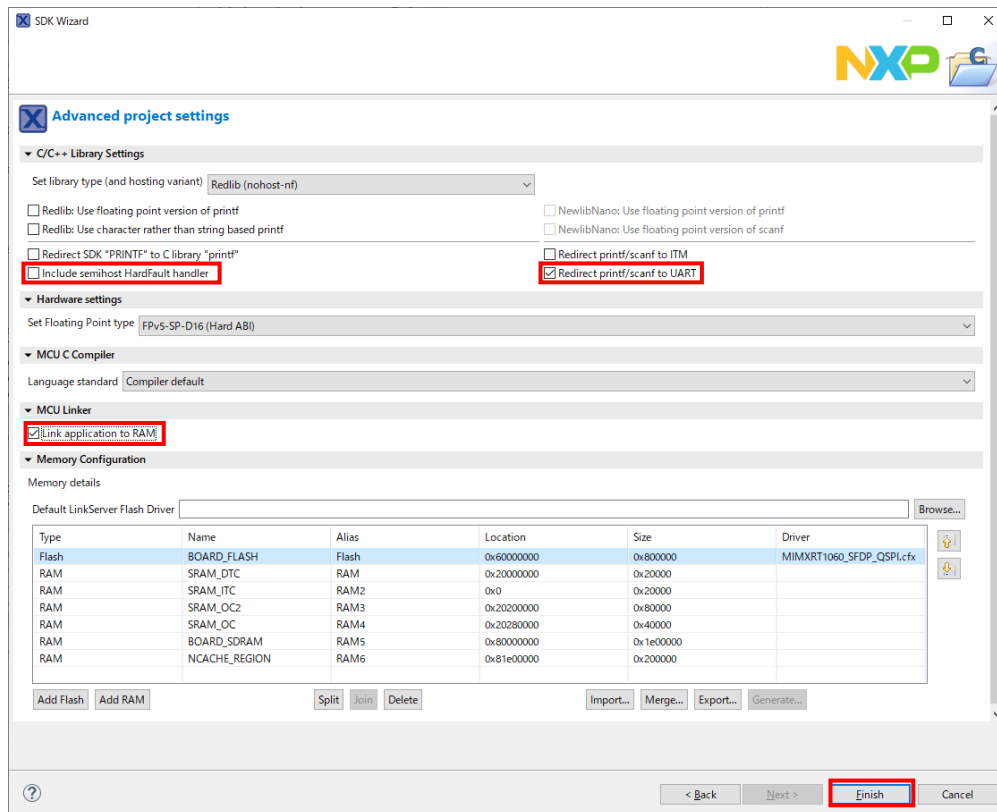 SDK Wizard
NXP
Advanced project settings
C/C++ Library Settings
Set library type (and hosting variant) Redlib (nohost-nf)
Redlib: Use floating point version of printf NewlibNano: Use floating point version of printf
Redlib: Use character rather than string based printf NewlibNano: Use floating point version of scanf
Redirect SDK "PRINTF" to C library "printf" Redirect printf/scanf to ITM
Include semihost HardFault handler Redirect printf/scanf to UART
Hardware settings
Set Floating Point type FPv5-SP-D16 (Hard ABI)
MCU C Compiler
Language standard Compiler default
MCU Linker
Link application to RAM
Memory Configuration
Memory details
Default LinkServer Flash Driver Browse...
Type Name Alias Location Size Driver
Flash BOARD_FLASH Flash 0x60000000 0x800000 MIMXRT1060_SFDP_QSPI.cfx
RAM SRAM_DTC RAM 0x20000000 0x20000
RAM SRAM_ITC RAM2 0x0 0x20000
RAM SRAM_OC2 RAM3 0x20200000 0x80000
RAM SRAM_OC RAM4 0x20280000 0x40000
RAM BOARD_SDRAM RAM5 0x80000000 0x1e00000
RAM NCACHE_REGION RAM6 0x81e00000 0x200000
Add Flash Add RAM Split Join Delete Import... Merge... Export... Generate...
< Back Next > Finish Cancel